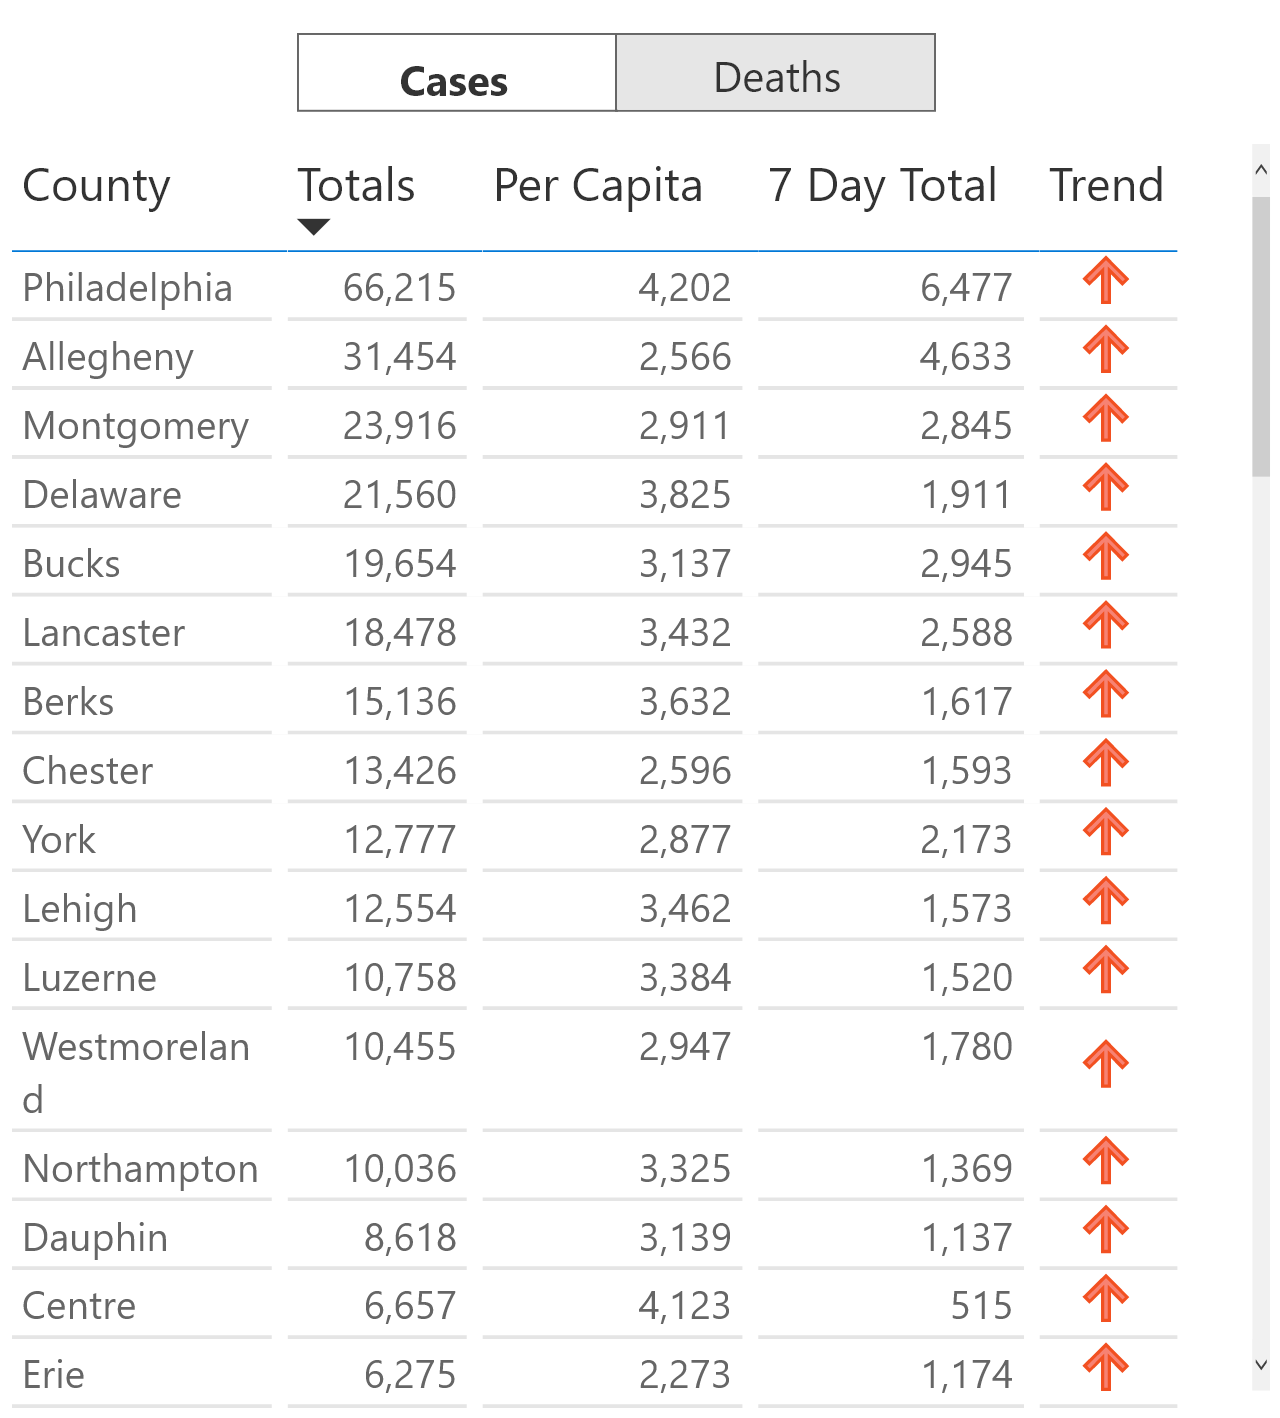 Cases Deaths
County Totals Per Capita 7 Day Total Trend
Philadelphia 66,215 4,202 6,477
Allegheny 31,454 2,566 4,633
Montgomery 23,916 2,911 2,845
Delaware 21,560 3,825 1,911
Bucks 19,654 3,137 2,945
Lancaster 18,478 3,432 2,588
Berks 15,136 3,632 1,617
Chester 13,426 2,596 1,593
York 12,777 2,877 2,173
Lehigh 12,554 3,462 1,573
Luzerne 10,758 3,384 1,520
Westmorelan 10,455 2,947 1,780
d
Northampton 10,036 3,325 1,369
Dauphin 8,618 3,139 1,137
Centre 6,657 4,123 515
Erie 6,275 2,273 1,174